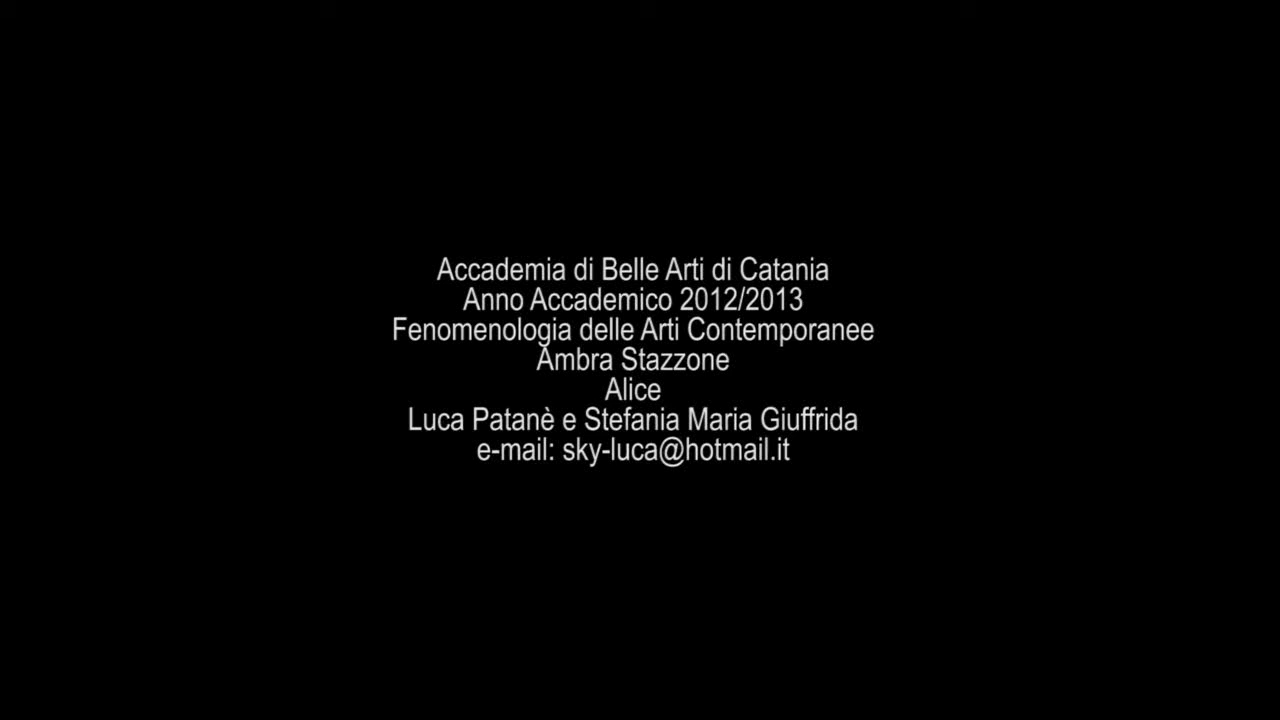 Accademia di Belle Arti di Catania
Anno Accademico 2012/2013
Fenomenologia delle Arti Contemporanee
Ambra Stazzone
Alice
Luca Patanè e Stefania Maria Giuffrida
e-mail: sky-luca@hotmail.it